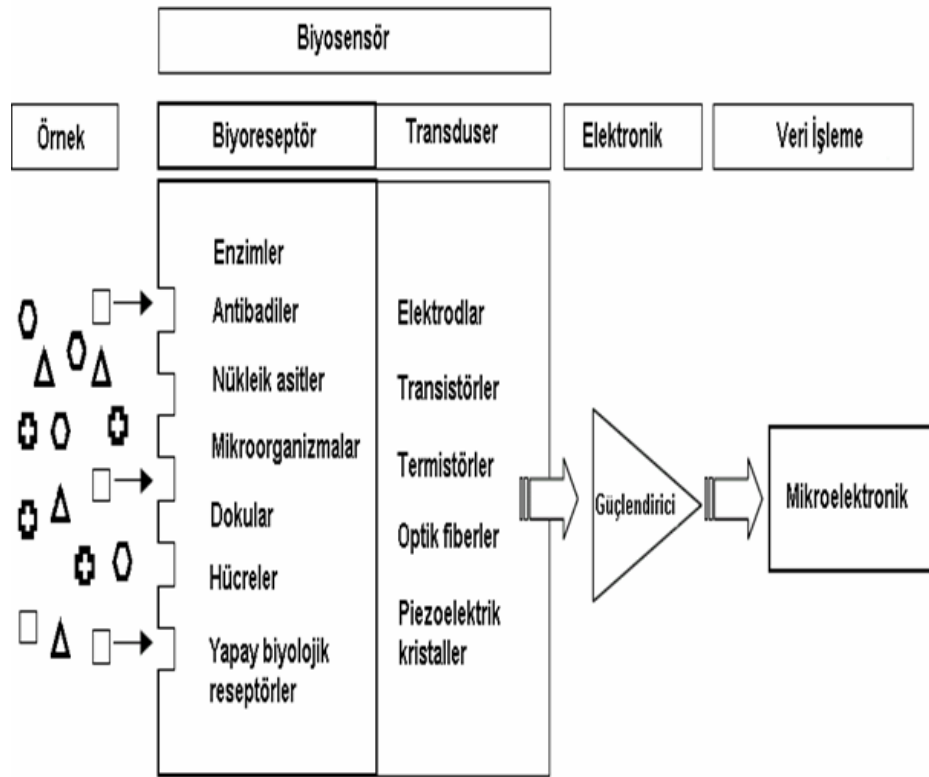 Biyosensör
Örnek
Biyoreseptör
Transduser
Elektronik
Veri İşleme
Enzimler
Antibadiler
Nükleik asitler
Mikroorganizmalar
Dokular
Hücreler
Yapay biyolojik
reseptörler
Elektrodlar
Transistörler
Termistörler
Optik fiberler
Piezoelektrik
kristaller
Güçlendirici
Mikroelektronik